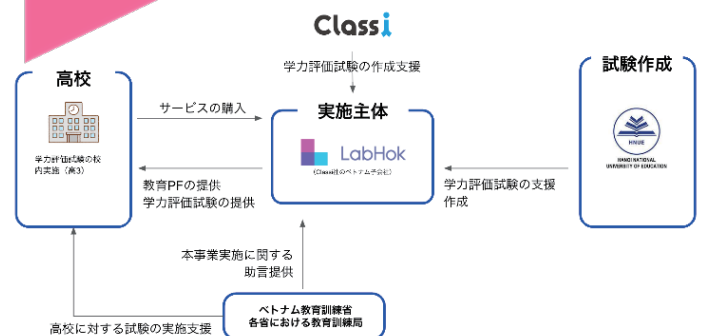 Classi
学力評価試験の作成支援
高校
学力評価試験の校
内実施（高3）
サービスの購入
教育PFの提供
学力評価試験の提供
実施主体
LabHok
（Classi社のベトナム子会社）
試験作成
HNUE
HANOI NATIONAL
UNIVERSITY OF EDUCATION
学力評価試験の支援
作成
本事業実施に関する
助言提供
ベトナム教育訓練省
各省における教育訓練局
高校に対する試験の実施支援